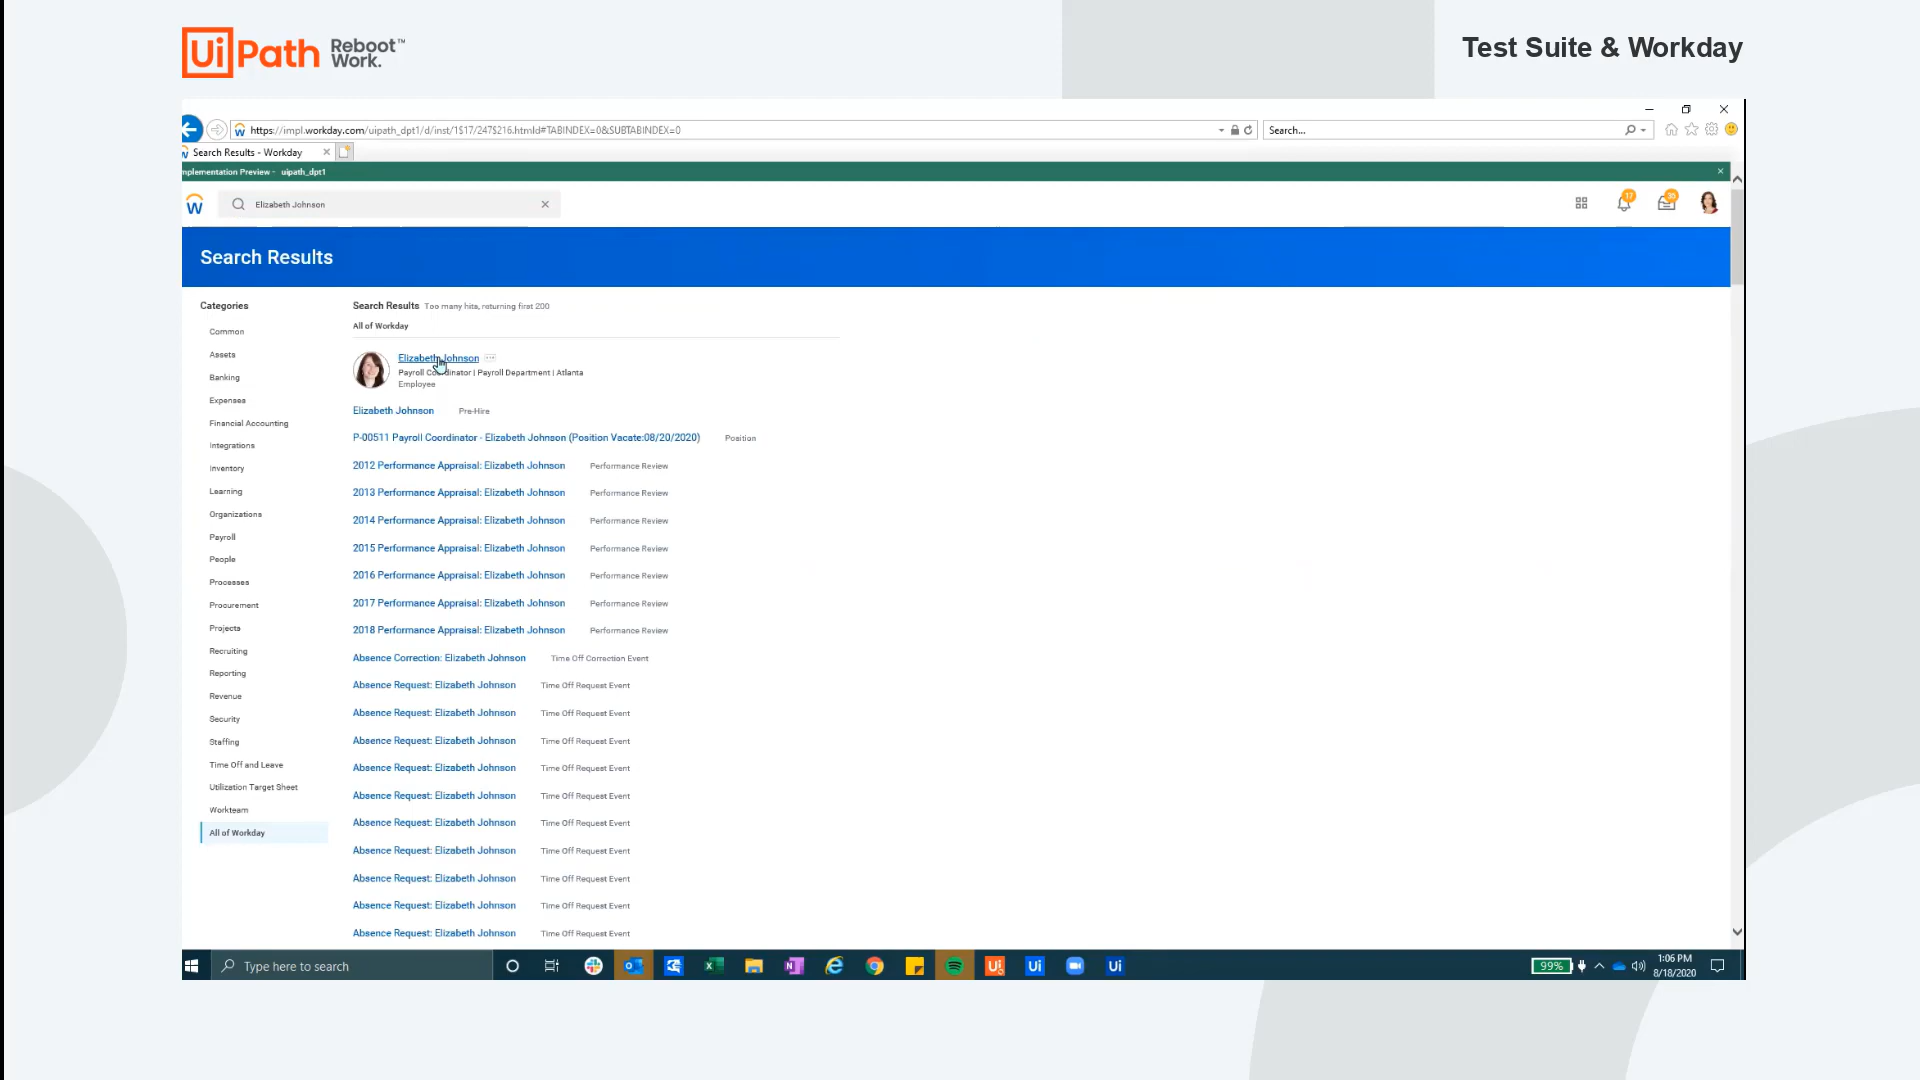 UiPath Reboot Work.™
Test Suite & Workday
https://impl.workday.com/uipath_dpt1/d/inst/1$17/247$216.htmld#TABINDEX=0&SUBTABINDEX=0
Search...
Search Results - Workday
mplementation Preview - uipath_dpt1
Elizabeth Johnson
17
35
Search Results
Categories
Common
Assets
Banking
Expenses
Financial Accounting
Integrations
Inventory
Learning
Organizations
Payroll
People
Processes
Procurement
Projects
Recruiting
Reporting
Revenue
Security
Staffing
Time Off and Leave
Utilization Target Sheet
Workteam
All of Workday
Search Results Too many hits, returning first 200
All of Workday
Elizabeth Johnson
Payroll Coordinator | Payroll Department | Atlanta
Employee
Elizabeth Johnson Pre-Hire
P-00511 Payroll Coordinator - Elizabeth Johnson (Position Vacate:08/20/2020) Position
2012 Performance Appraisal: Elizabeth Johnson Performance Review
2013 Performance Appraisal: Elizabeth Johnson Performance Review
2014 Performance Appraisal: Elizabeth Johnson Performance Review
2015 Performance Appraisal: Elizabeth Johnson Performance Review
2016 Performance Appraisal: Elizabeth Johnson Performance Review
2017 Performance Appraisal: Elizabeth Johnson Performance Review
2018 Performance Appraisal: Elizabeth Johnson Performance Review
Absence Correction: Elizabeth Johnson Time Off Correction Event
Absence Request: Elizabeth Johnson Time Off Request Event
Absence Request: Elizabeth Johnson Time Off Request Event
Absence Request: Elizabeth Johnson Time Off Request Event
Absence Request: Elizabeth Johnson Time Off Request Event
Absence Request: Elizabeth Johnson Time Off Request Event
Absence Request: Elizabeth Johnson Time Off Request Event
Absence Request: Elizabeth Johnson Time Off Request Event
Absence Request: Elizabeth Johnson Time Off Request Event
Absence Request: Elizabeth Johnson Time Off Request Event
Absence Request: Elizabeth Johnson Time Off Request Event
Type here to search
Ui
Ui
Ui
99%
1:06 PM
8/18/2020